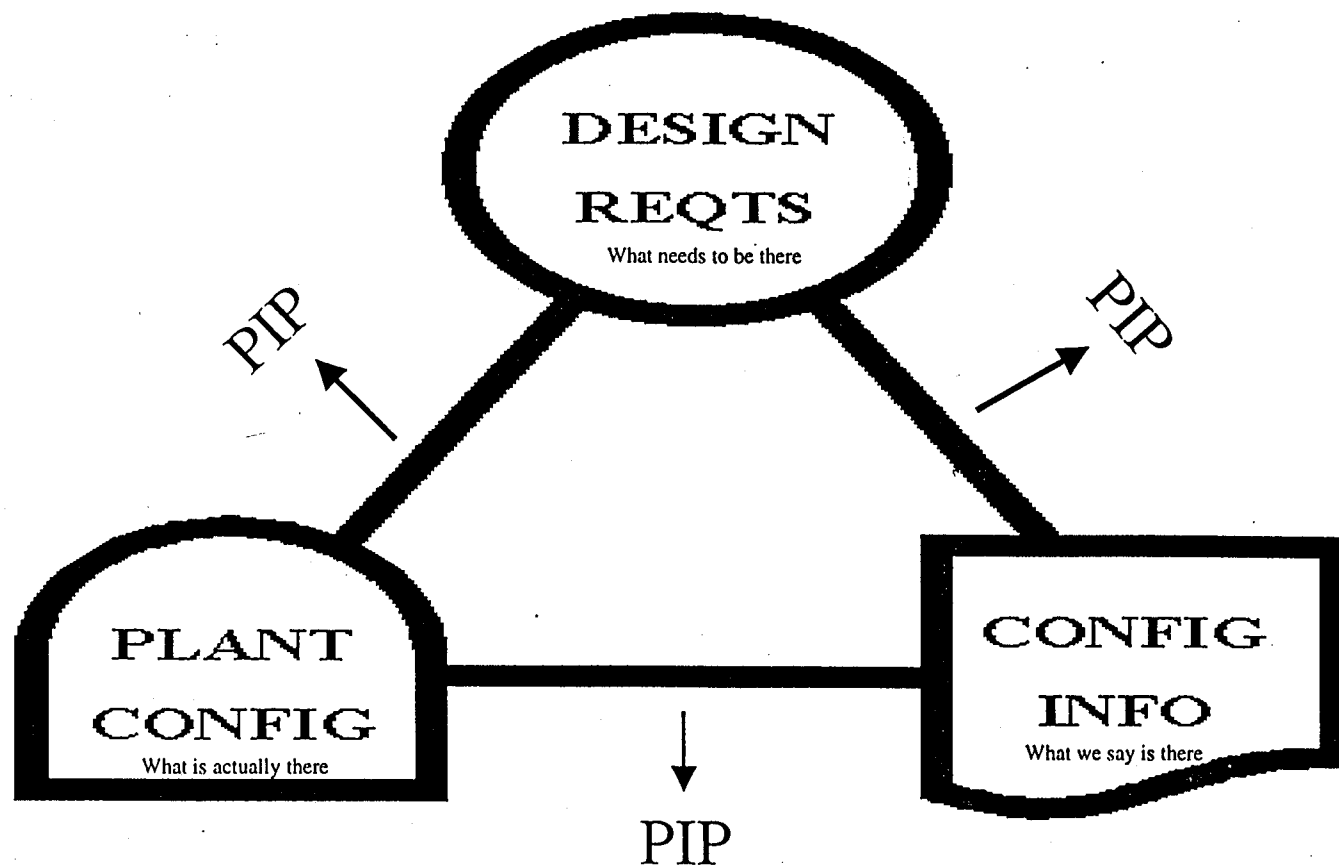 DESIGN
REQTS
What needs to be there
PIP
PIP
PLANT
CONFIG
What is actually there
CONFIG
INFO
What we say is there
PIP